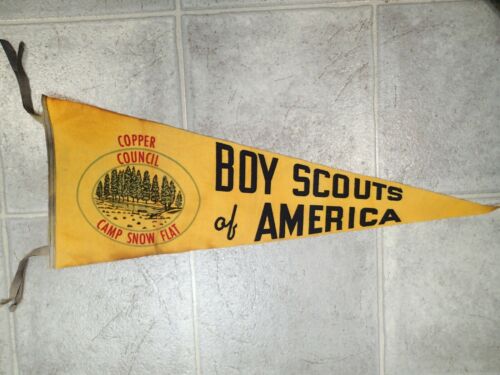 COPPER
COUNCIL
CAMP SNOW FLAT
BOY SCOUTS
of AMERICA